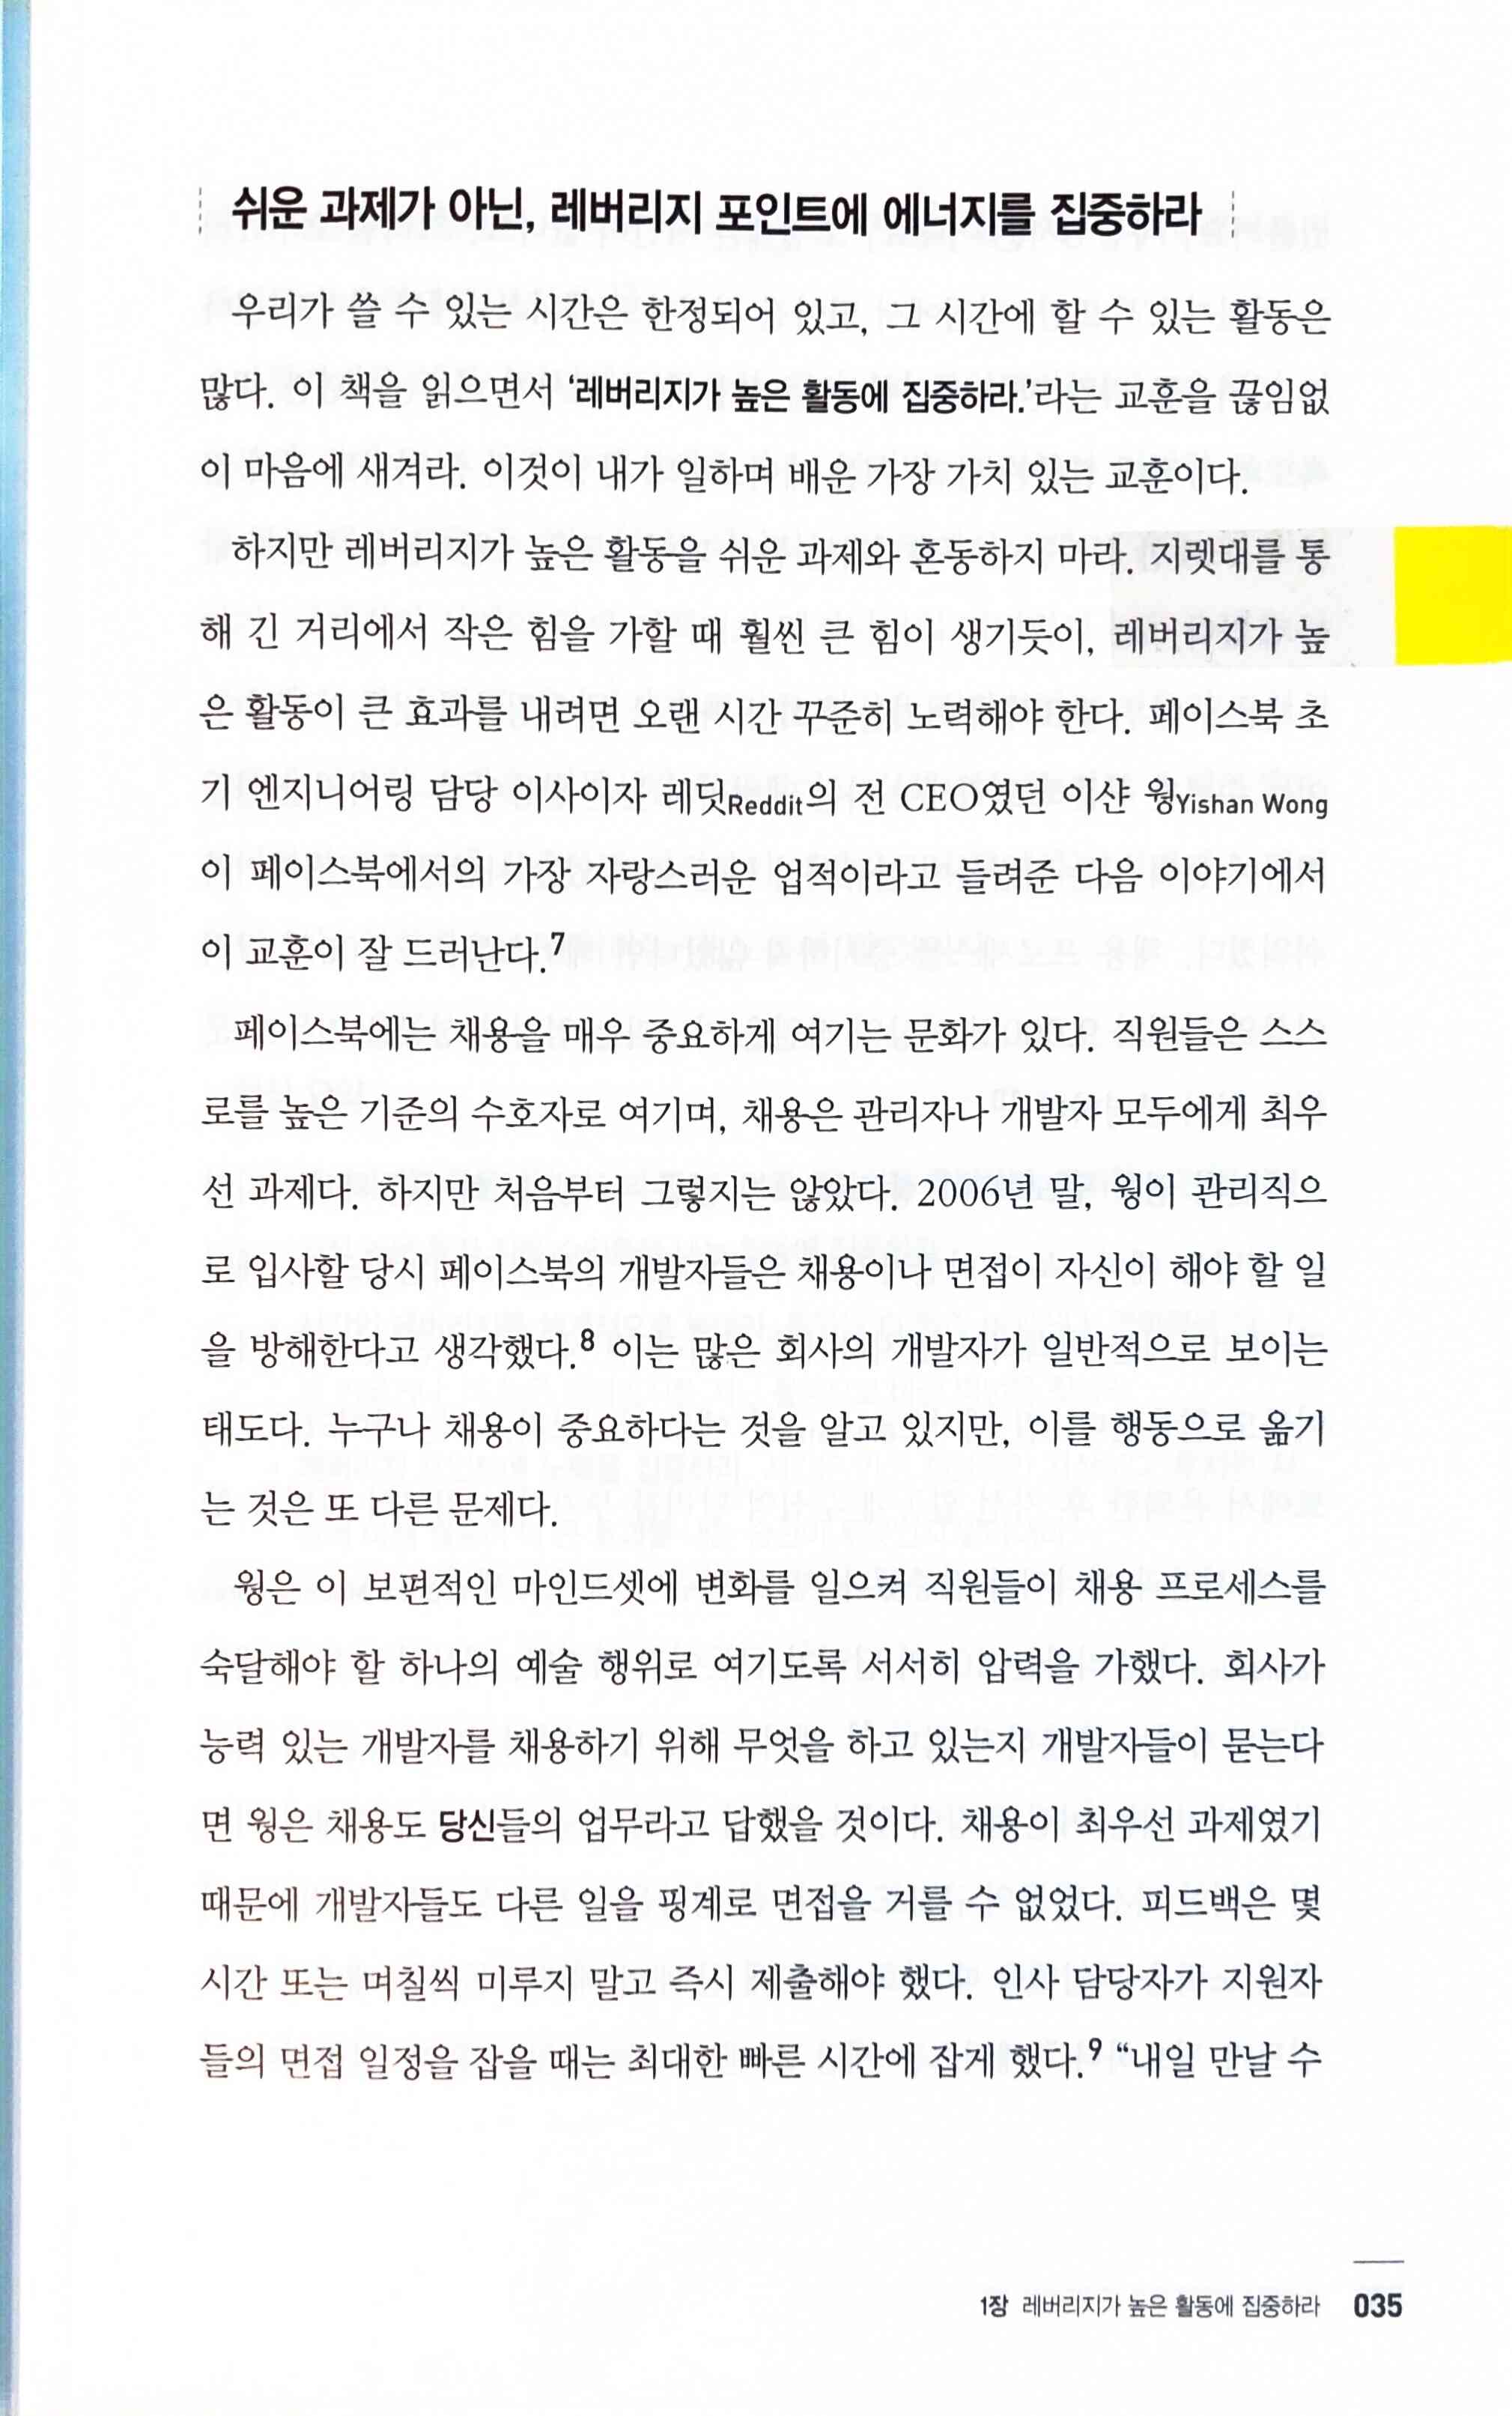 쉬운 과제가 아닌, 레버리지 포인트에 에너지를 집중하라
우리가 쓸 수 있는 시간은 한정되어 있고, 그 시간에 할 수 있는 활동은
많다. 이 책을 읽으면서 ‘레버리지가 높은 활동에 집중하라.’라는 교훈을 끊임없
이 마음에 새겨라. 이것이 내가 일하며 배운 가장 가치 있는 교훈이다.
하지만 레버리지가 높은 활동을 쉬운 과제와 혼동하지 마라. 지렛대를 통
해 긴 거리에서 작은 힘을 가할 때 훨씬 큰 힘이 생기듯이, 레버리지가 높
은 활동이 큰 효과를 내려면 오랜 시간 꾸준히 노력해야 한다. 페이스북 초
기 엔지니어링 담당 이사이자 레딧Reddit의 전 CEO였던 이샨 웡Yishan Wong
이 페이스북에서의 가장 자랑스러운 업적이라고 들려준 다음 이야기에서
이 교훈이 잘 드러난다.7
페이스북에는 채용을 매우 중요하게 여기는 문화가 있다. 직원들은 스스
로를 높은 기준의 수호자로 여기며, 채용은 관리자나 개발자 모두에게 최우
선 과제다. 하지만 처음부터 그렇지는 않았다. 2006년 말, 웡이 관리직으
로 입사할 당시 페이스북의 개발자들은 채용이나 면접이 자신이 해야 할 일
을 방해한다고 생각했다.8 이는 많은 회사의 개발자가 일반적으로 보이는
태도다. 누구나 채용이 중요하다는 것을 알고 있지만, 이를 행동으로 옮기
는 것은 또 다른 문제다.
웡은 이 보편적인 마인드셋에 변화를 일으켜 직원들이 채용 프로세스를
숙달해야 할 하나의 예술 행위로 여기도록 서서히 압력을 가했다. 회사가
능력 있는 개발자를 채용하기 위해 무엇을 하고 있는지 개발자들이 묻는다
면 웡은 채용도 당신들의 업무라고 답했을 것이다. 채용이 최우선 과제였기
때문에 개발자들도 다른 일을 핑계로 면접을 거를 수 없었다. 피드백은 몇
시간 또는 며칠씩 미루지 말고 즉시 제출해야 했다. 인사 담당자가 지원자
들의 면접 일정을 잡을 때는 최대한 빠른 시간에 잡게 했다.9 “내일 만날 수
1장 레버리지가 높은 활동에 집중하라 035